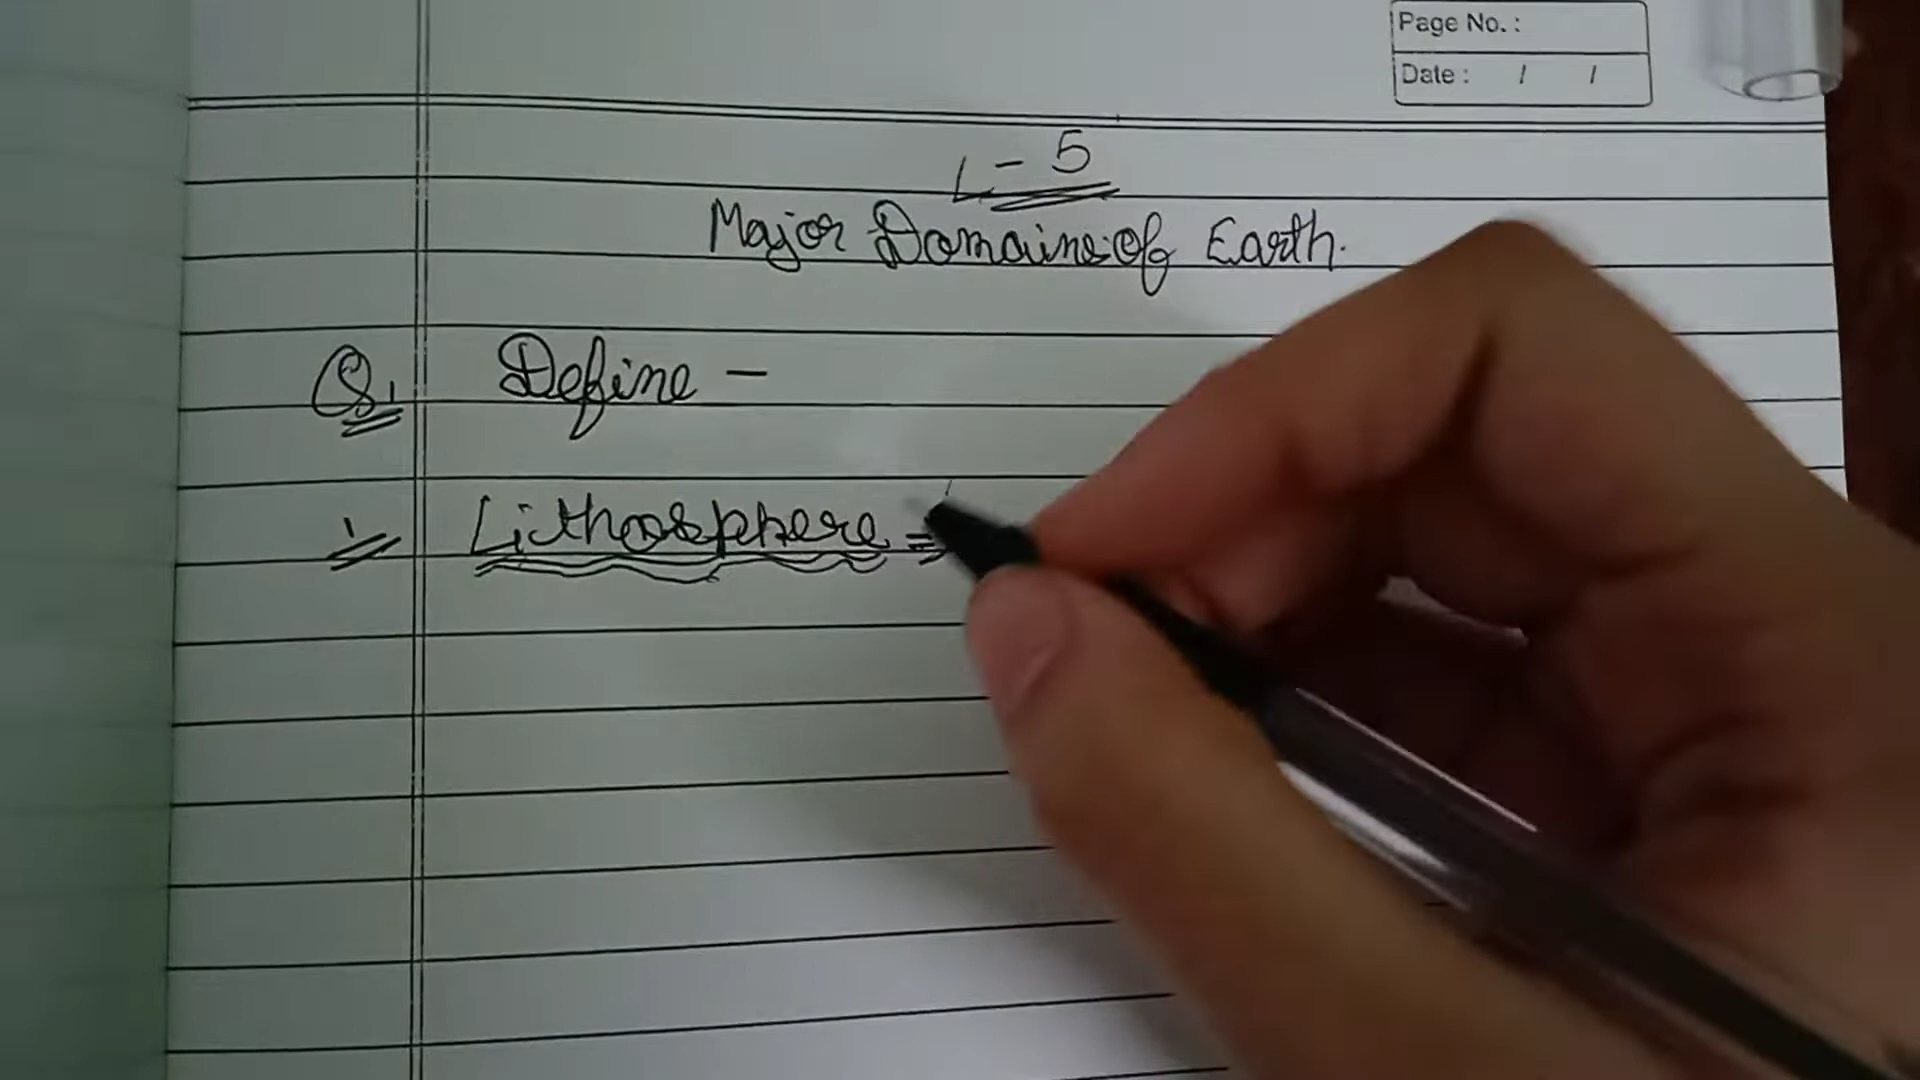 Page No. :
Date : / /
L - 5
Major Domains of Earth.
Q.1 Define -
1 Lithosphere ⇒